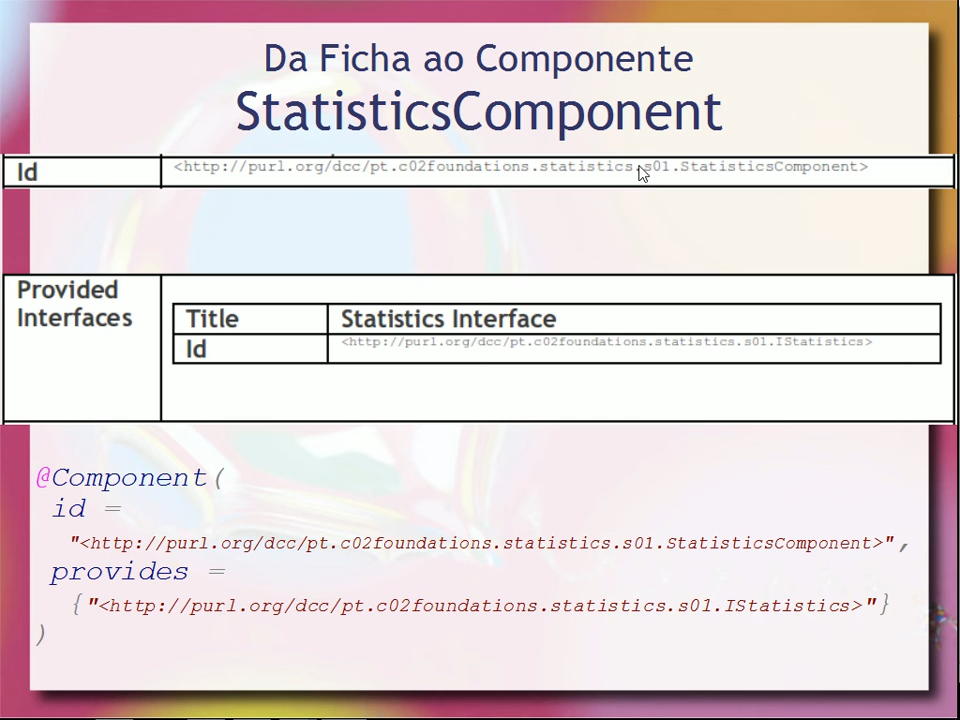 Da Ficha ao Componente
StatisticsComponent
Id <http://purl.org/dcc/pt.c02foundations.statistics.s01.StatisticsComponent>
Provided Interfaces
Title Statistics Interface
Id <http://purl.org/dcc/pt.c02foundations.statistics.s01.IStatistics>
@Component(
id =
"<http://purl.org/dcc/pt.c02foundations.statistics.s01.StatisticsComponent>",
provides =
{"<http://purl.org/dcc/pt.c02foundations.statistics.s01.IStatistics>"}
)